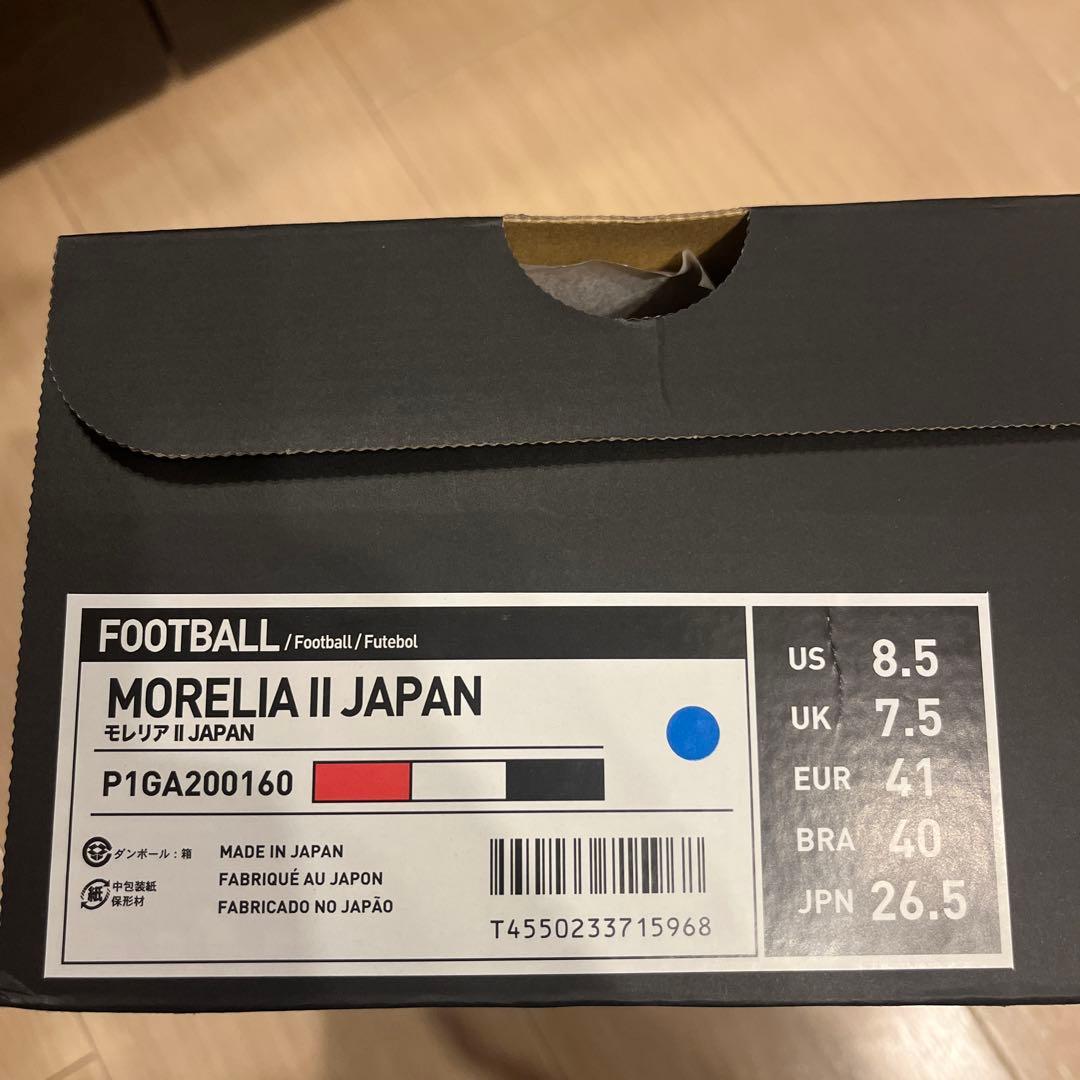 FOOTBALL / Football / Futebol
MORELIA II JAPAN
モレリア II JAPAN
P1GA200160
ダンボール : 箱
紙
中包装紙
保形材
MADE IN JAPAN
FABRIQUÉ AU JAPON
FABRICADO NO JAPÃO
T4550233715968
US 8.5
UK 7.5
EUR 41
BRA 40
JPN 26.5